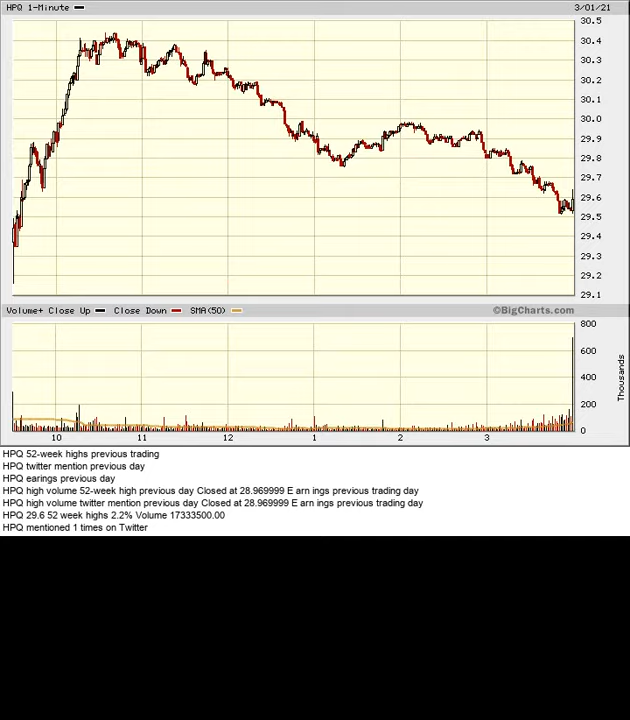 HPQ 1-Minute 3/01/21
30.5
30.4
30.3
30.2
30.1
30.0
29.9
29.8
29.7
29.6
29.5
29.4
29.3
29.2
29.1
Volume+ Close Up Close Down SMA(50) ©BigCharts.com
800
600
400
200
0
Thousands
10 11 12 1 2 3
HPQ 52-week highs previous trading
HPQ twitter mention previous day
HPQ earings previous day
HPQ high volume 52-week high previous day Closed at 28.969999 E arn ings previous trading day
HPQ high volume twitter mention previous day Closed at 28.969999 E arn ings previous trading day
HPQ 29.6 52 week highs 2.2% Volume 17333500.00
HPQ mentioned 1 times on Twitter